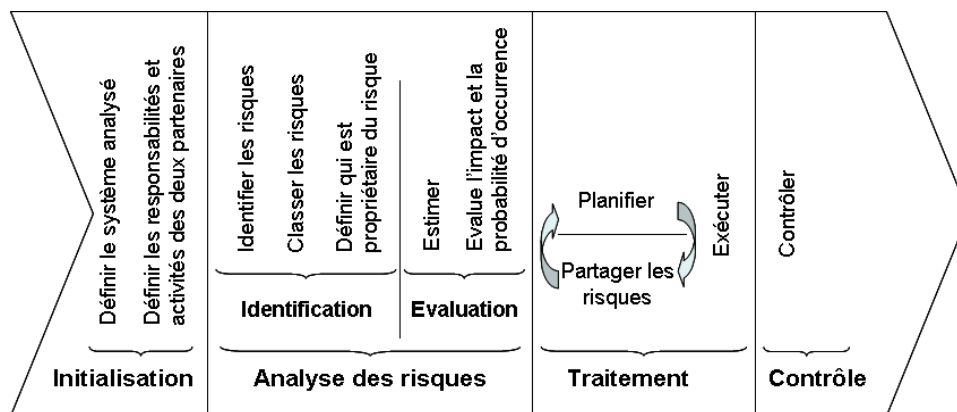 Définir le système analysé
Définir les responsabilités et
activités des deux partenaires
Initialisation
Identifier les risques
Classer les risques
Définir qui est
propriétaire du risque
Identification
Estimer
Evalue l'impact et la
probabilité d'occurrence
Evaluation
Analyse des risques
Planifier
Partager les
risques
Exécuter
Traitement
Contrôler
Contrôle